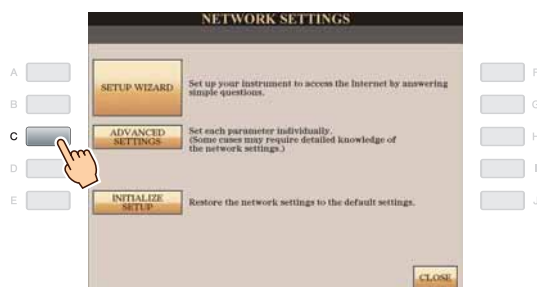 NETWORK SETTINGS
A
F
SETUP WIZARD
Set up your instrument to access the Internet by answering
simple questions.
B
G
C
H
ADVANCED
SETTINGS
Set each parameter individually.
(Some cases may require detailed knowledge of
the network settings.)
D
I
E
J
INITIALIZE
SETUP
Restore the network settings to the default settings.
CLOSE